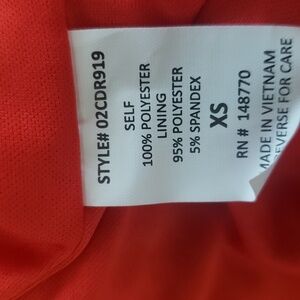 STYLE# 02CDR919
SELF
100% POLYESTER
LINING
95% POLYESTER
5% SPANDEX
XS
RN # 148770
MADE IN VIETNAM
REVERSE FOR CARE